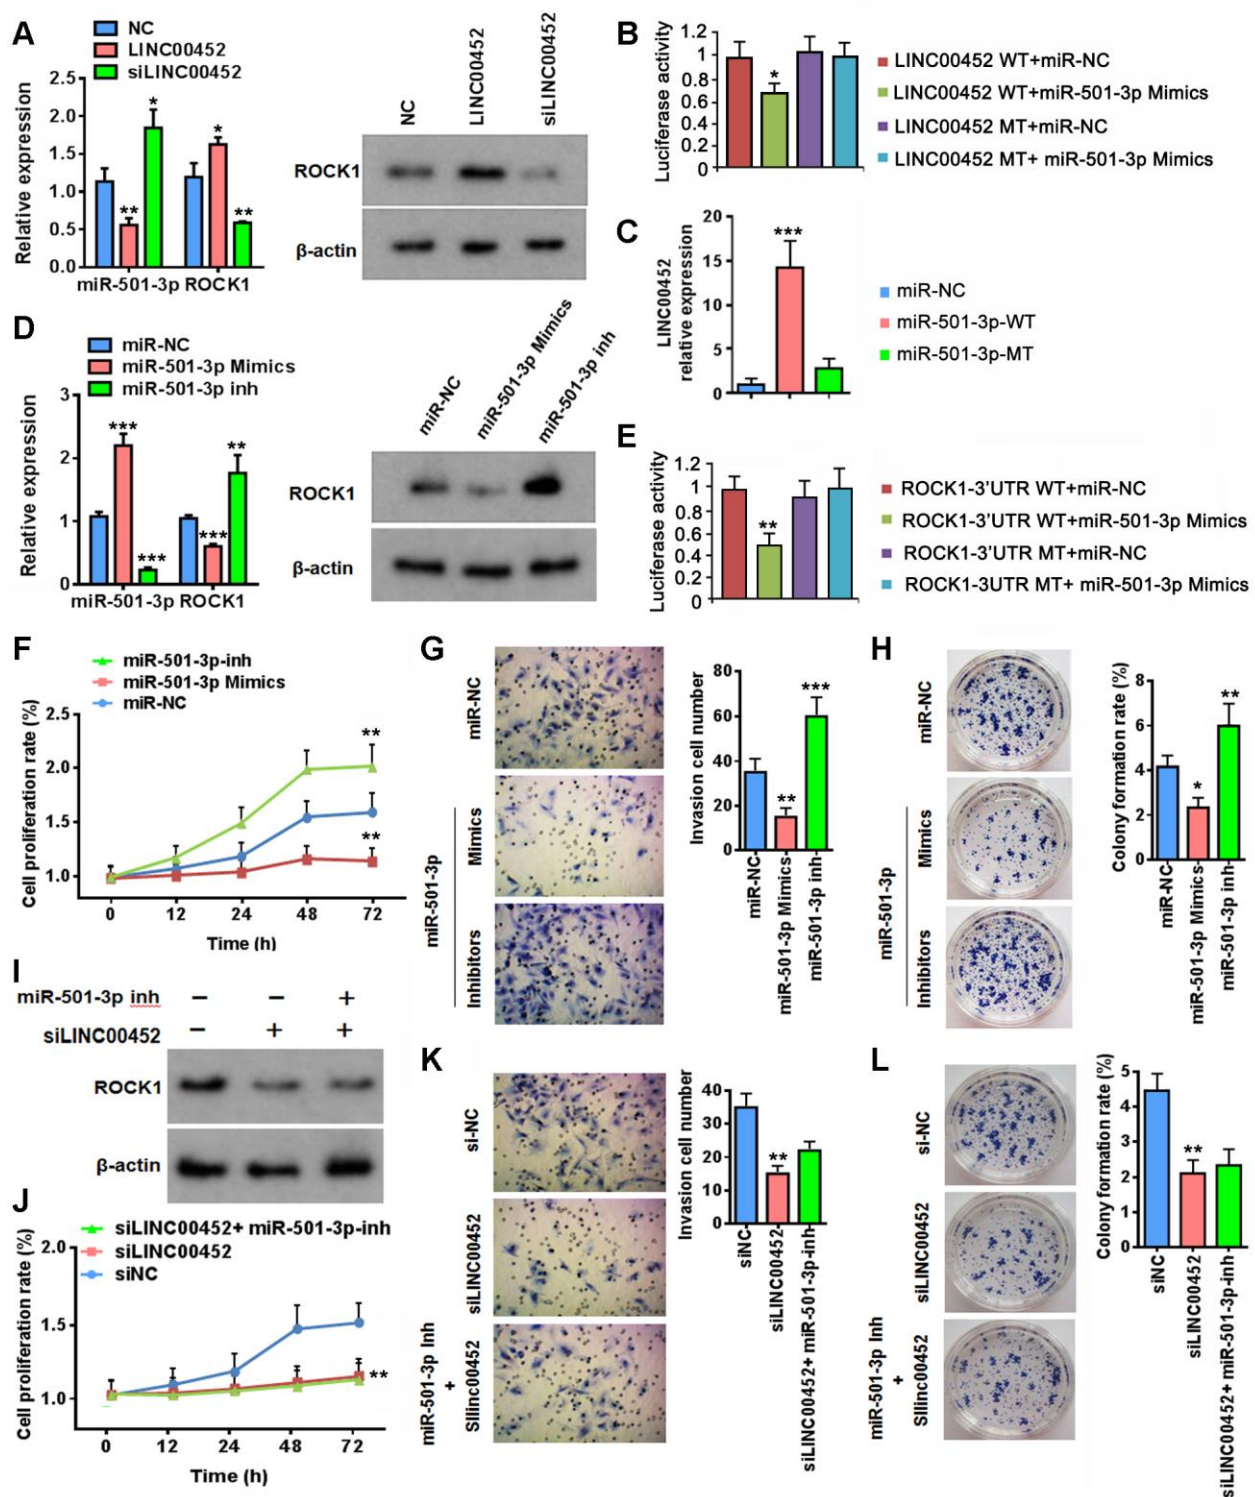 A
NC
LINC00452
siLINC00452
Relative expression
2.5
2.0
1.5
1.0
0.5
0.0
*
**
*
**
miR-501-3p ROCK1
NC
LINC00452
siLINC00452
ROCK1
β-actin
B
Luciferase activity
1.2
1
0.8
0.6
0.4
0.2
0
*
LINC00452 WT+miR-NC
LINC00452 WT+miR-501-3p Mimics
LINC00452 MT+miR-NC
LINC00452 MT+ miR-501-3p Mimics
C
LINC00452
relative expression
20
15
10
5
0
***
miR-NC
miR-501-3p-WT
miR-501-3p-MT
D
miR-NC
miR-501-3p Mimics
miR-501-3p inh
Relative expression
3
2
1
0
***
***
***
**
miR-501-3p ROCK1
miR-NC
miR-501-3p Mimics
miR-501-3p inh
ROCK1
β-actin
E
Luciferase activity
1.2
1
0.8
0.6
0.4
0.2
0
**
ROCK1-3'UTR WT+miR-NC
ROCK1-3'UTR WT+miR-501-3p Mimics
ROCK1-3'UTR MT+miR-NC
ROCK1-3UTR MT+ miR-501-3p Mimics
F
miR-501-3p-inh
miR-501-3p Mimics
miR-NC
Cell proliferation rate (%)
2.5
2.0
1.5
1.0
**
**
0 12 24 48 72
Time (h)
G
miR-NC
Mimics
Inhibitors
miR-501-3p
Invasion cell number
80
60
40
20
0
**
***
miR-NC
miR-501-3p Mimics
miR-501-3p inh
H
miR-NC
Mimics
Inhibitors
miR-501-3p
Colony formation rate (%)
8
6
4
2
0
*
**
miR-NC
miR-501-3p Mimics
miR-501-3p inh
I
miR-501-3p inh − − +
siLINC00452 − + +
ROCK1
β-actin
J
siLINC00452+ miR-501-3p-inh
siLINC00452
siNC
Cell proliferation rate (%)
2.0
1.5
1.0
**
0 12 24 48 72
Time (h)
K
si-NC
siLINC00452
miR-501-3p Inh
+
SIlinc00452
Invasion cell number
40
30
20
10
0
**
siNC
siLINC00452
siLINC00452+ miR-501-3p-inh
L
si-NC
siLINC00452
miR-501-3p Inh
+
SIlinc00452
Colony formation rate (%)
5
4
3
2
1
0
**
siNC
siLINC00452
siLINC00452+ miR-501-3p-inh